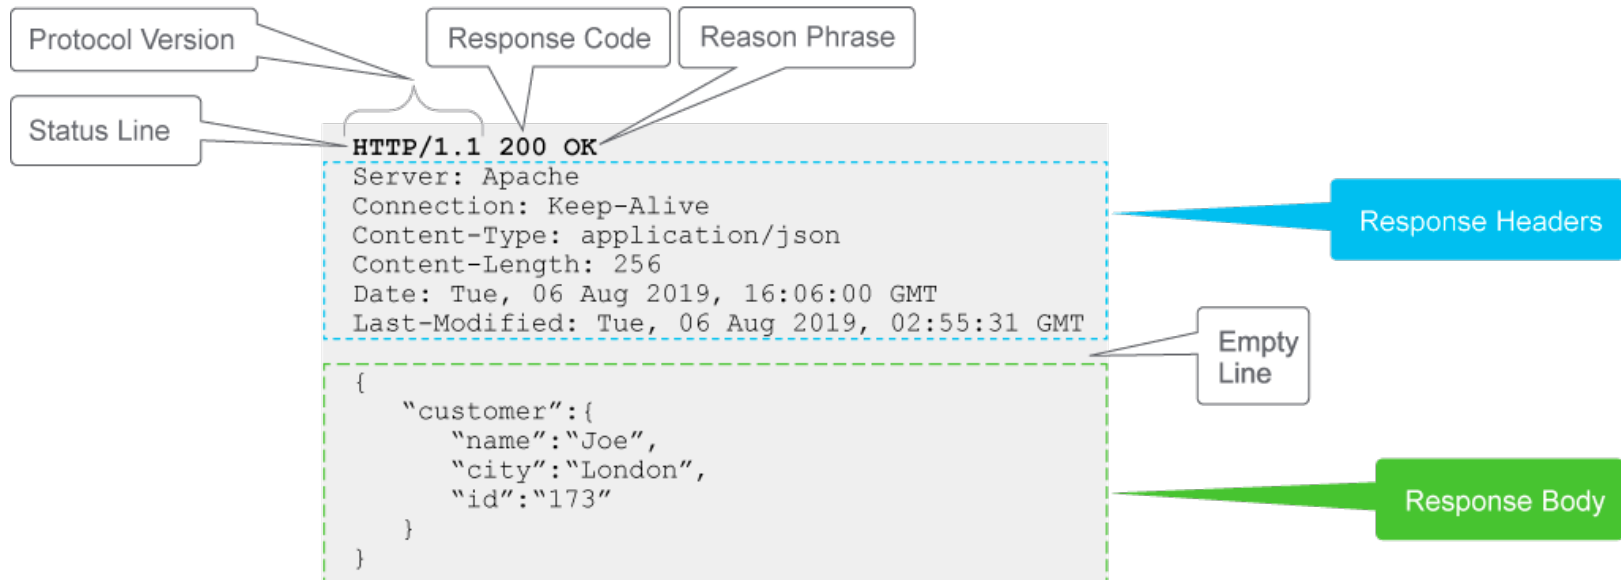 Protocol Version
Response Code
Reason Phrase
Status Line
HTTP/1.1 200 OK
Server: Apache
Connection: Keep-Alive
Content-Type: application/json
Content-Length: 256
Date: Tue, 06 Aug 2019, 16:06:00 GMT
Last-Modified: Tue, 06 Aug 2019, 02:55:31 GMT
Response Headers
Empty
Line
{
“customer”:{
“name”:“Joe”,
“city”:“London”,
“id”:“173”
}
}
Response Body